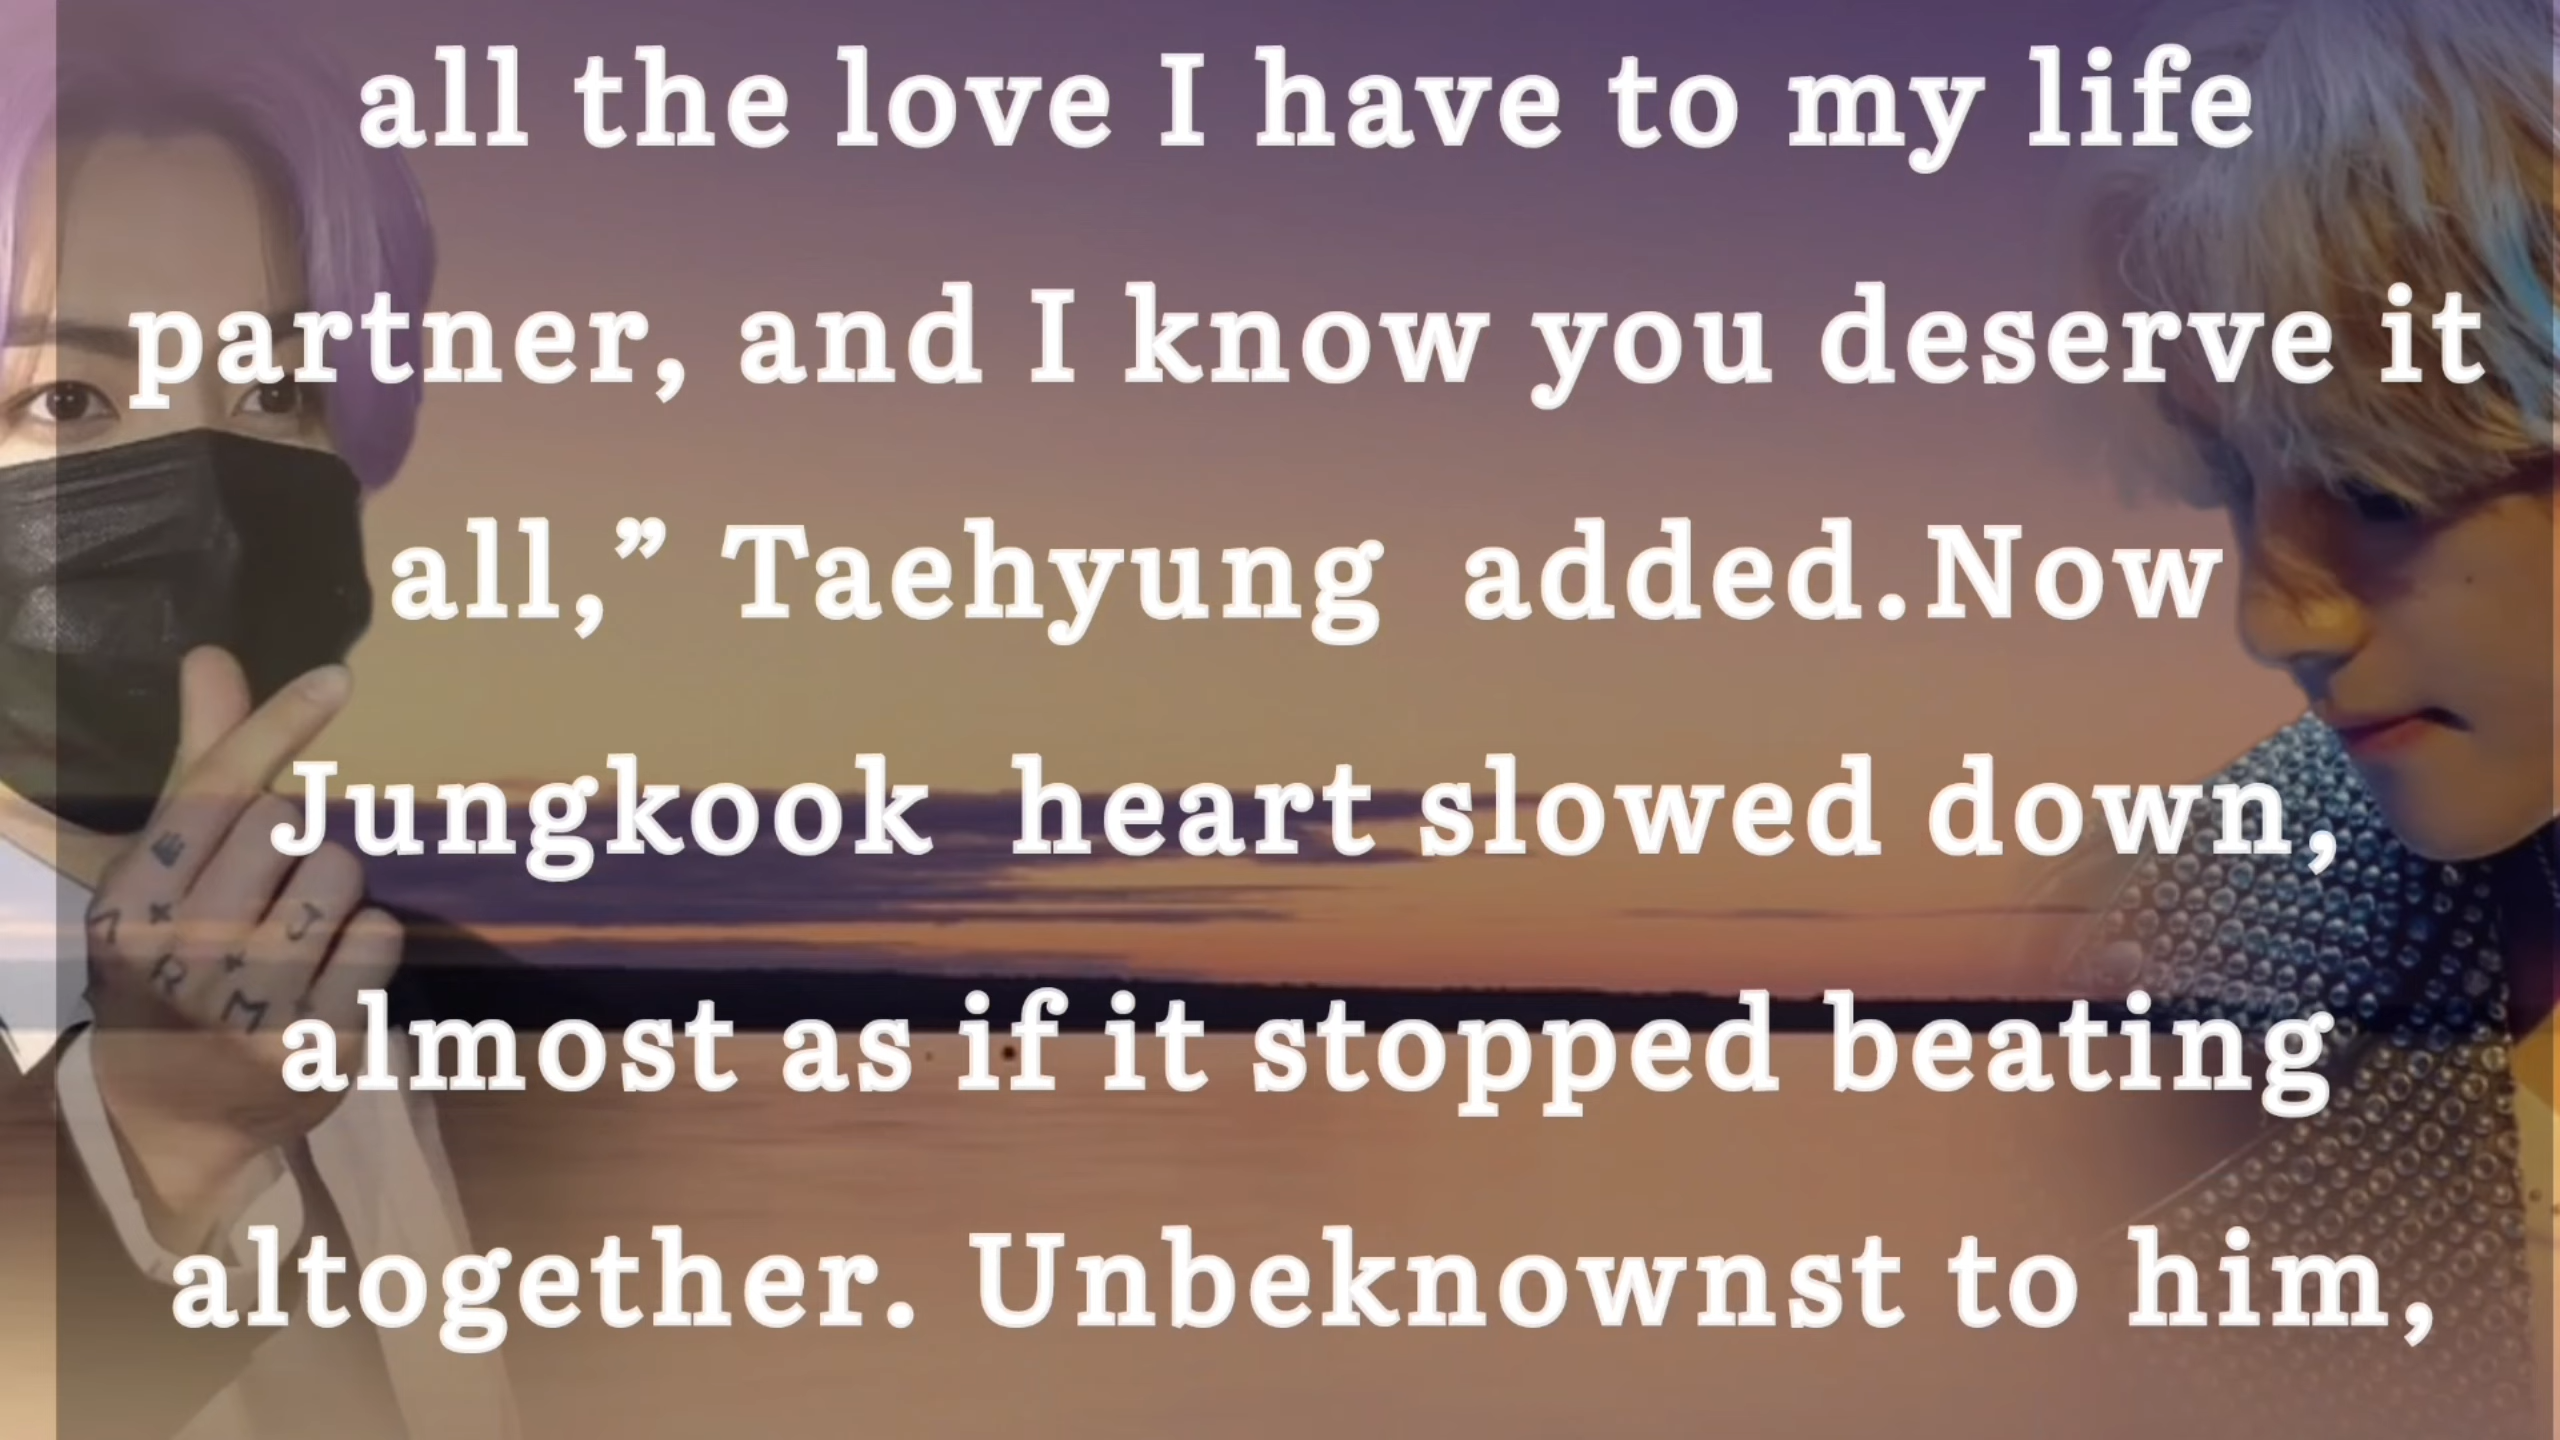 all the love I have to my life
partner, and I know you deserve it
all,” Taehyung  added.Now
Jungkook  heart slowed down,
almost as if it stopped beating
altogether. Unbeknownst to him,